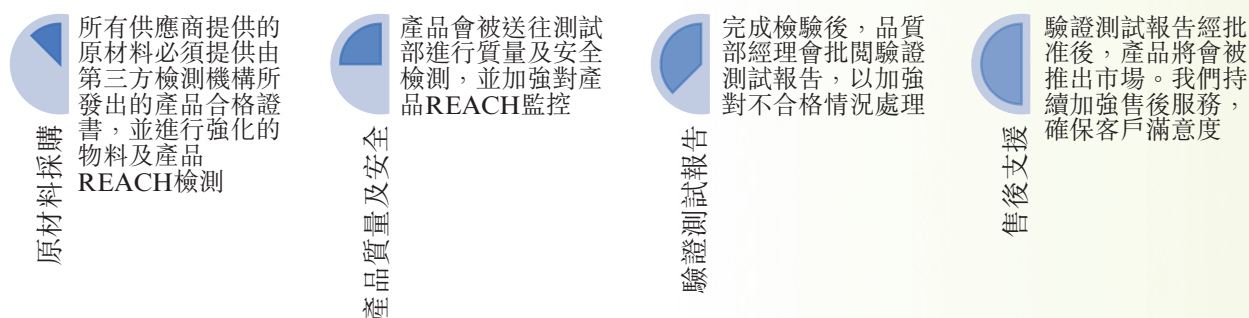 所有供應商提供的
原材料必須提供由
第三方檢測機構所
發出的產品合格證
書，並進行強化的
物料及產品
REACH檢測
原材料採購
產品會被送往測試
部進行質量及安全
檢測，並加強對產
品REACH監控
產品質量及安全
完成檢驗後，品質
部經理會批閱驗證
測試報告，以加強
對不合格情況處理
驗證測試報告
驗證測試報告經批
准後，產品將會被
推出市場。我們持
續加強售後服務，
確保客戶滿意度
售後支援